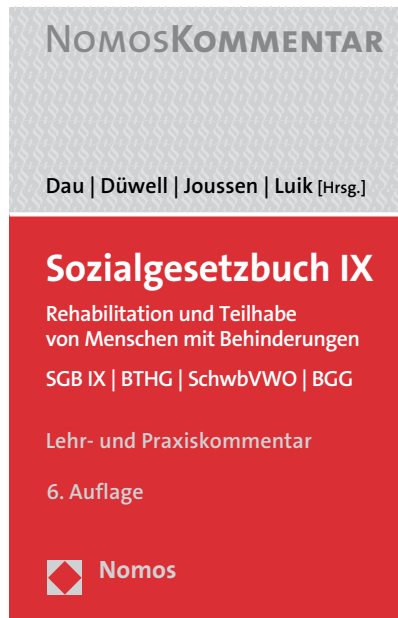 NomosKommentar
Dau | Düwell | Joussen | Luik [Hrsg.]
Sozialgesetzbuch IX
Rehabilitation und Teilhabe
von Menschen mit Behinderungen
SGB IX | BTHG | SchwbVWO | BGG
Lehr- und Praxiskommentar
6. Auflage
Nomos